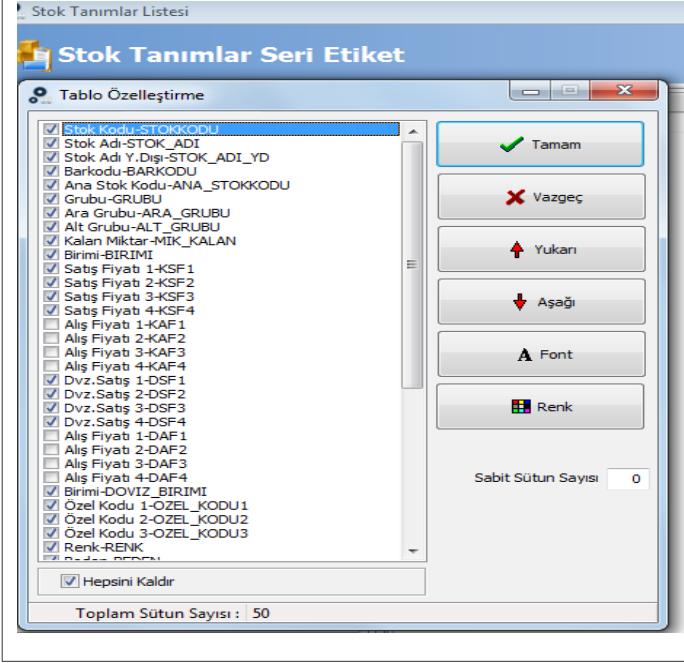 Stok Tanımlar Listesi
Stok Tanımlar Seri Etiket
Tablo Özelleştirme
Stok Kodu-STOKKODU
Stok Adı-STOK_ADI
Stok Adı Y.Dışı-STOK_ADI_YD
Barkodu-BARKODU
Ana Stok Kodu-ANA_STOKKODU
Grubu-GRUBU
Ara Grubu-ARA_GRUBU
Alt Grubu-ALT_GRUBU
Kalan Miktar-MIK_KALAN
Birimi-BIRIMI
Satış Fiyatı 1-KSF1
Satış Fiyatı 2-KSF2
Satış Fiyatı 3-KSF3
Satış Fiyatı 4-KSF4
Alış Fiyatı 1-KAF1
Alış Fiyatı 2-KAF2
Alış Fiyatı 3-KAF3
Alış Fiyatı 4-KAF4
Dvz.Satış 1-DSF1
Dvz.Satış 2-DSF2
Dvz.Satış 3-DSF3
Dvz.Satış 4-DSF4
Alış Fiyatı 1-DAF1
Alış Fiyatı 2-DAF2
Alış Fiyatı 3-DAF3
Alış Fiyatı 4-DAF4
Birimi-DOVIZ_BIRIMI
Özel Kodu 1-OZEL_KODU1
Özel Kodu 2-OZEL_KODU2
Özel Kodu 3-OZEL_KODU3
Renk-RENK
Beden-BEDEN
Hepsini Kaldır
Toplam Sütun Sayısı : 50
Tamam
Vazgeç
Yukarı
Aşağı
A Font
Renk
Sabit Sütun Sayısı 0